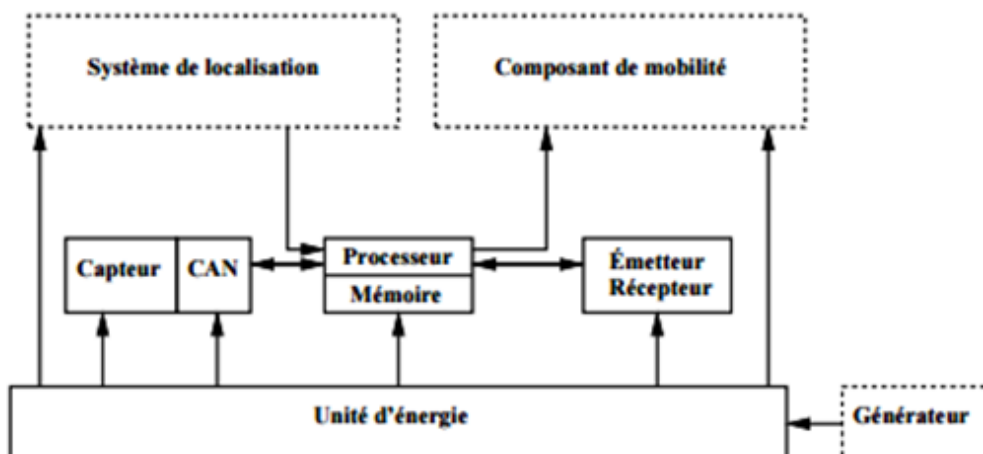 Système de localisation
Composant de mobilité
Capteur
CAN
Processeur
Mémoire
Émetteur
Récepteur
Unité d'énergie
Générateur